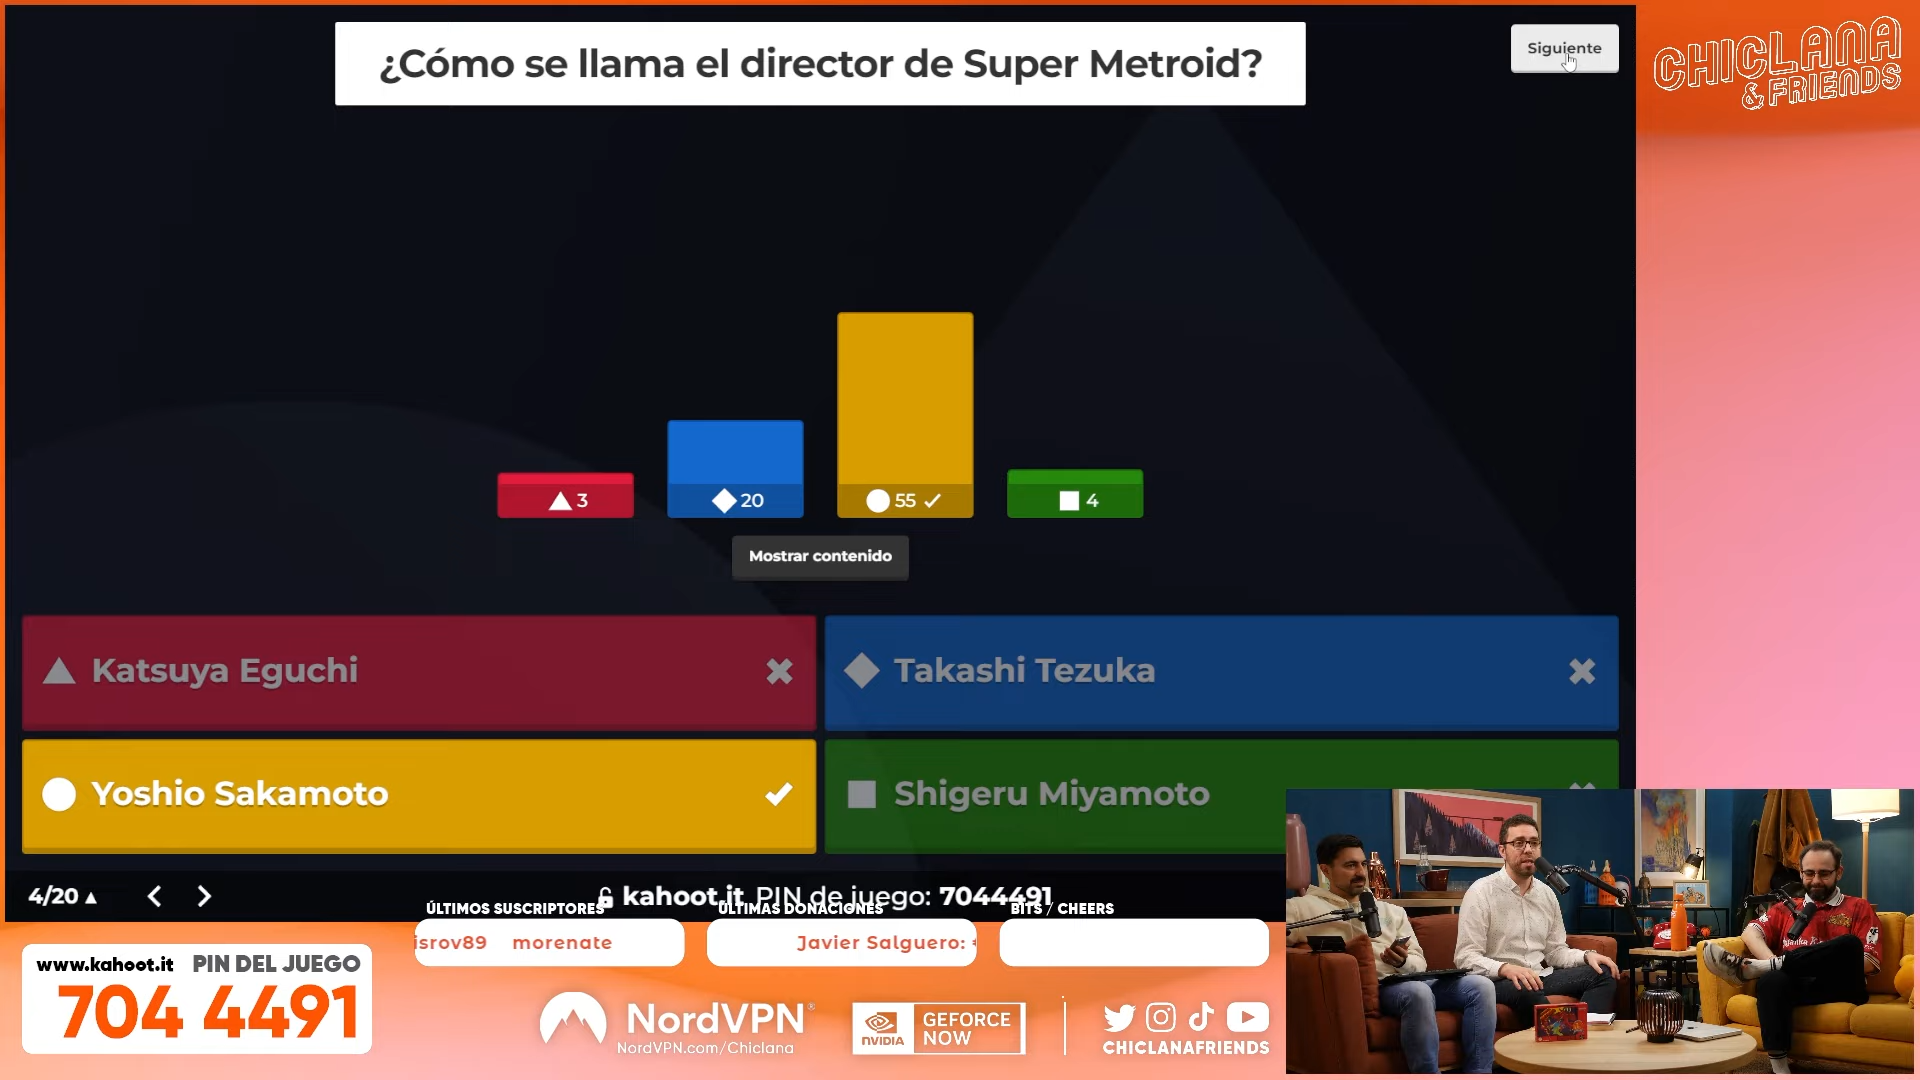 ¿Cómo se llama el director de Super Metroid?
Siguiente
CHICLANA
& FRIENDS
3
20
55
4
Mostrar contenido
Katsuya Eguchi
Takashi Tezuka
Yoshio Sakamoto
Shigeru Miyamoto
4/20
kahoot.it PIN de juego: 7044491
ÚLTIMOS SUSCRIPTORES
ÚLTIMAS DONACIONES
BITS / CHEERS
isrov89 morenate
Javier Salguero:
www.kahoot.it PIN DEL JUEGO
704 4491
NordVPN
NordVPN.com/Chiclana
NVIDIA
GEFORCE
NOW
CHICLANAFRIENDS